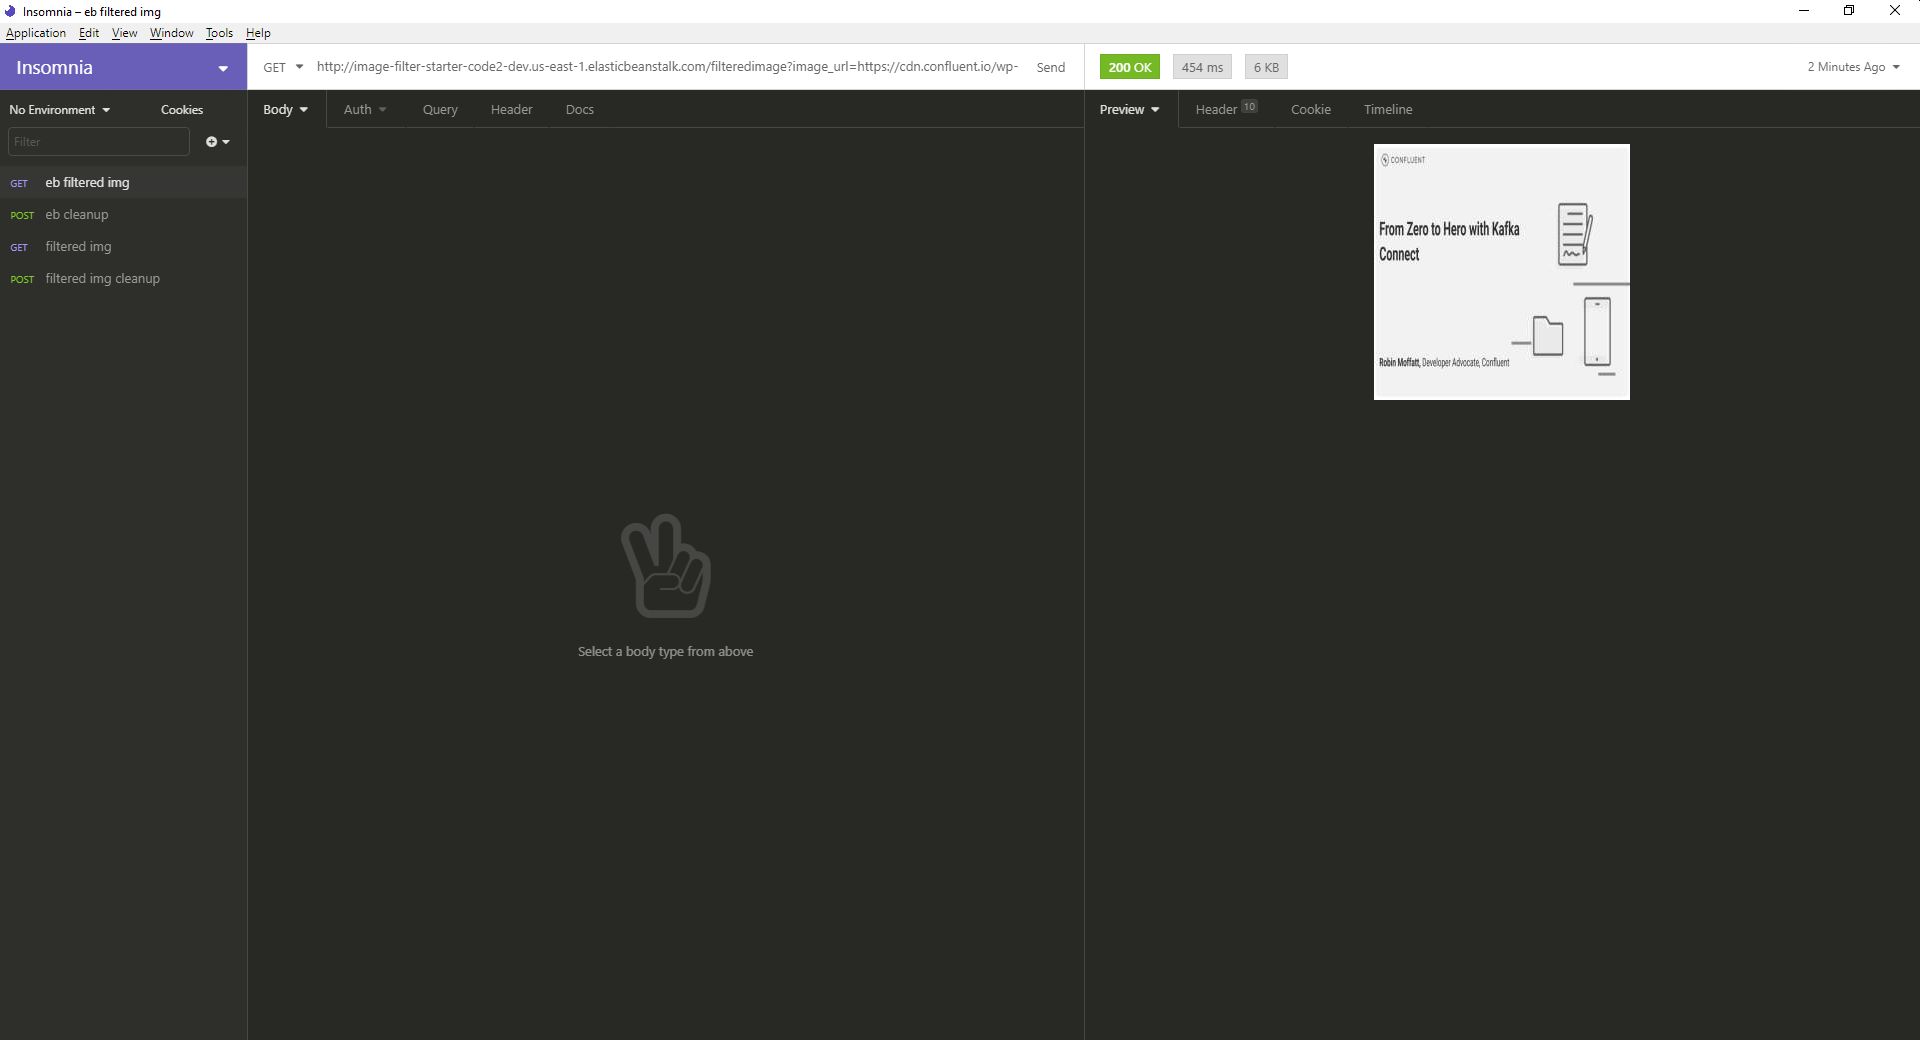 Insomnia – eb filtered img
Application Edit View Window Tools Help
Insomnia
GET http://image-filter-starter-code2-dev.us-east-1.elasticbeanstalk.com/filteredimage?image_url=https://cdn.confluent.io/wp- Send
200 OK 454 ms 6 KB 2 Minutes Ago
No Environment Cookies
Body Auth Query Header Docs
Preview Header 10 Cookie Timeline
Filter
GET eb filtered img
POST eb cleanup
GET filtered img
POST filtered img cleanup
Select a body type from above
CONFLUENT
From Zero to Hero with Kafka
Connect
Robin Moffatt, Developer Advocate, Confluent